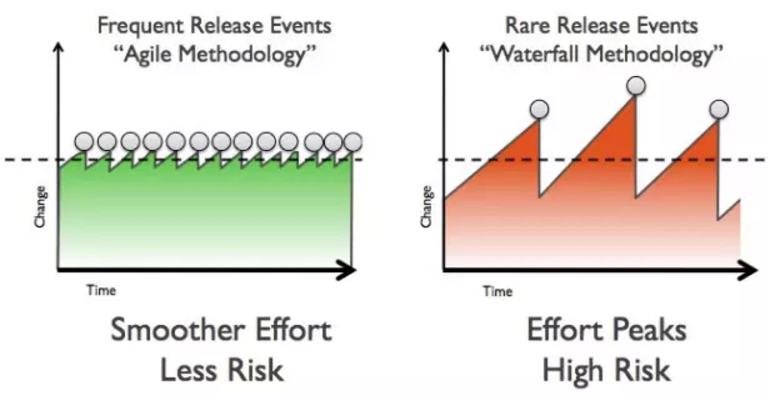 Frequent Release Events
“Agile Methodology”
Change
Time
Smoother Effort
Less Risk
Rare Release Events
“Waterfall Methodology”
Change
Time
Effort Peaks
High Risk